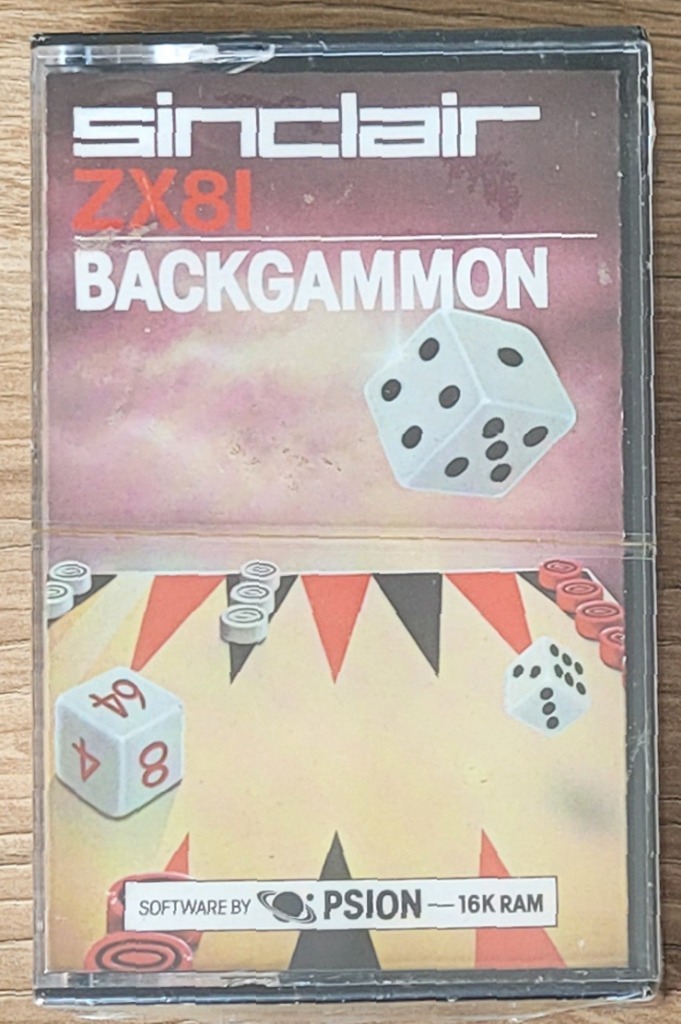 sinclair
ZX81
BACKGAMMON
64
4 8
SOFTWARE BY PSION — 16K RAM